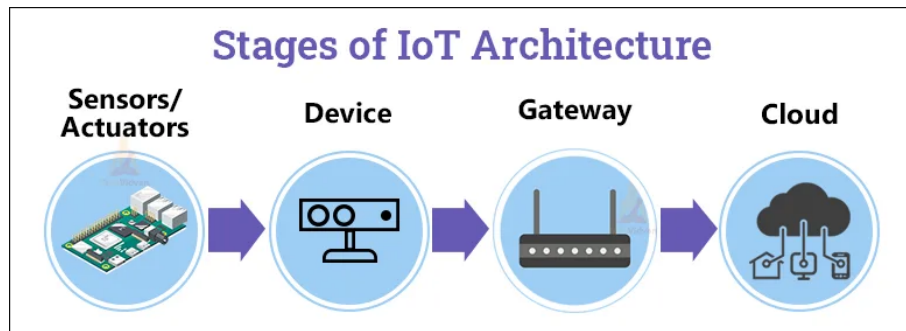 Stages of IoT Architecture
Sensors/
Actuators
Device
Gateway
Cloud